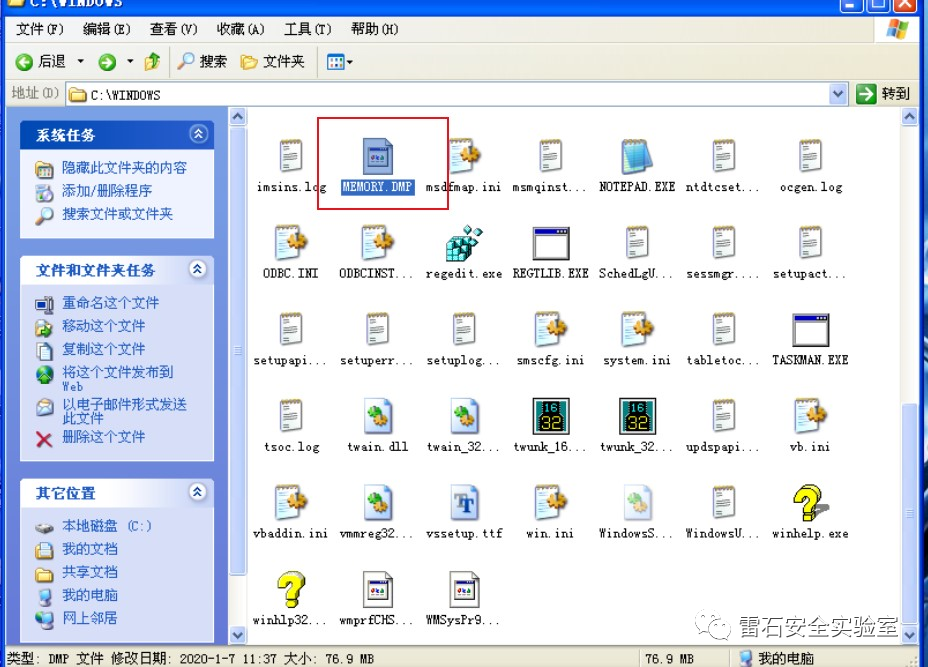 C:\WINDOWS
文件(F) 编辑(E) 查看(V) 收藏(A) 工具(T) 帮助(H)
后退 搜索 文件夹
地址(D) C:\WINDOWS 转到
系统任务
隐藏此文件夹的内容
添加/删除程序
搜索文件或文件夹
文件和文件夹任务
重命名这个文件
移动这个文件
复制这个文件
将这个文件发布到
Web
以电子邮件形式发送
此文件
删除这个文件
其它位置
本地磁盘 (C:)
我的文档
共享文档
我的电脑
网上邻居
imsins.log MEMORY.DMP msdfmap.ini msmqinst... NOTEPAD.EXE ntdtcset... ocgen.log
ODBC.INI ODBCINST... regedit.exe REGTLIB.EXE SchedLgU... sessmgr.... setupact...
setupapi... setuperr... setuplog... smscfg.ini system.ini tabletoc... TASKMAN.EXE
16 16
32 32
tsoc.log twain.dll twain_32... twunk_16... twunk_32... updspapi... vb.ini
vbaddin.ini vmmreg32... vssetup.ttf win.ini WindowsS... WindowsU... winhelp.exe
winhlp32... wmprfCHS... WMSysPr9...
雷石安全实验室
类型: DMP 文件 修改日期: 2020-1-7 11:37 大小: 76.9 MB 76.9 MB 我的电脑